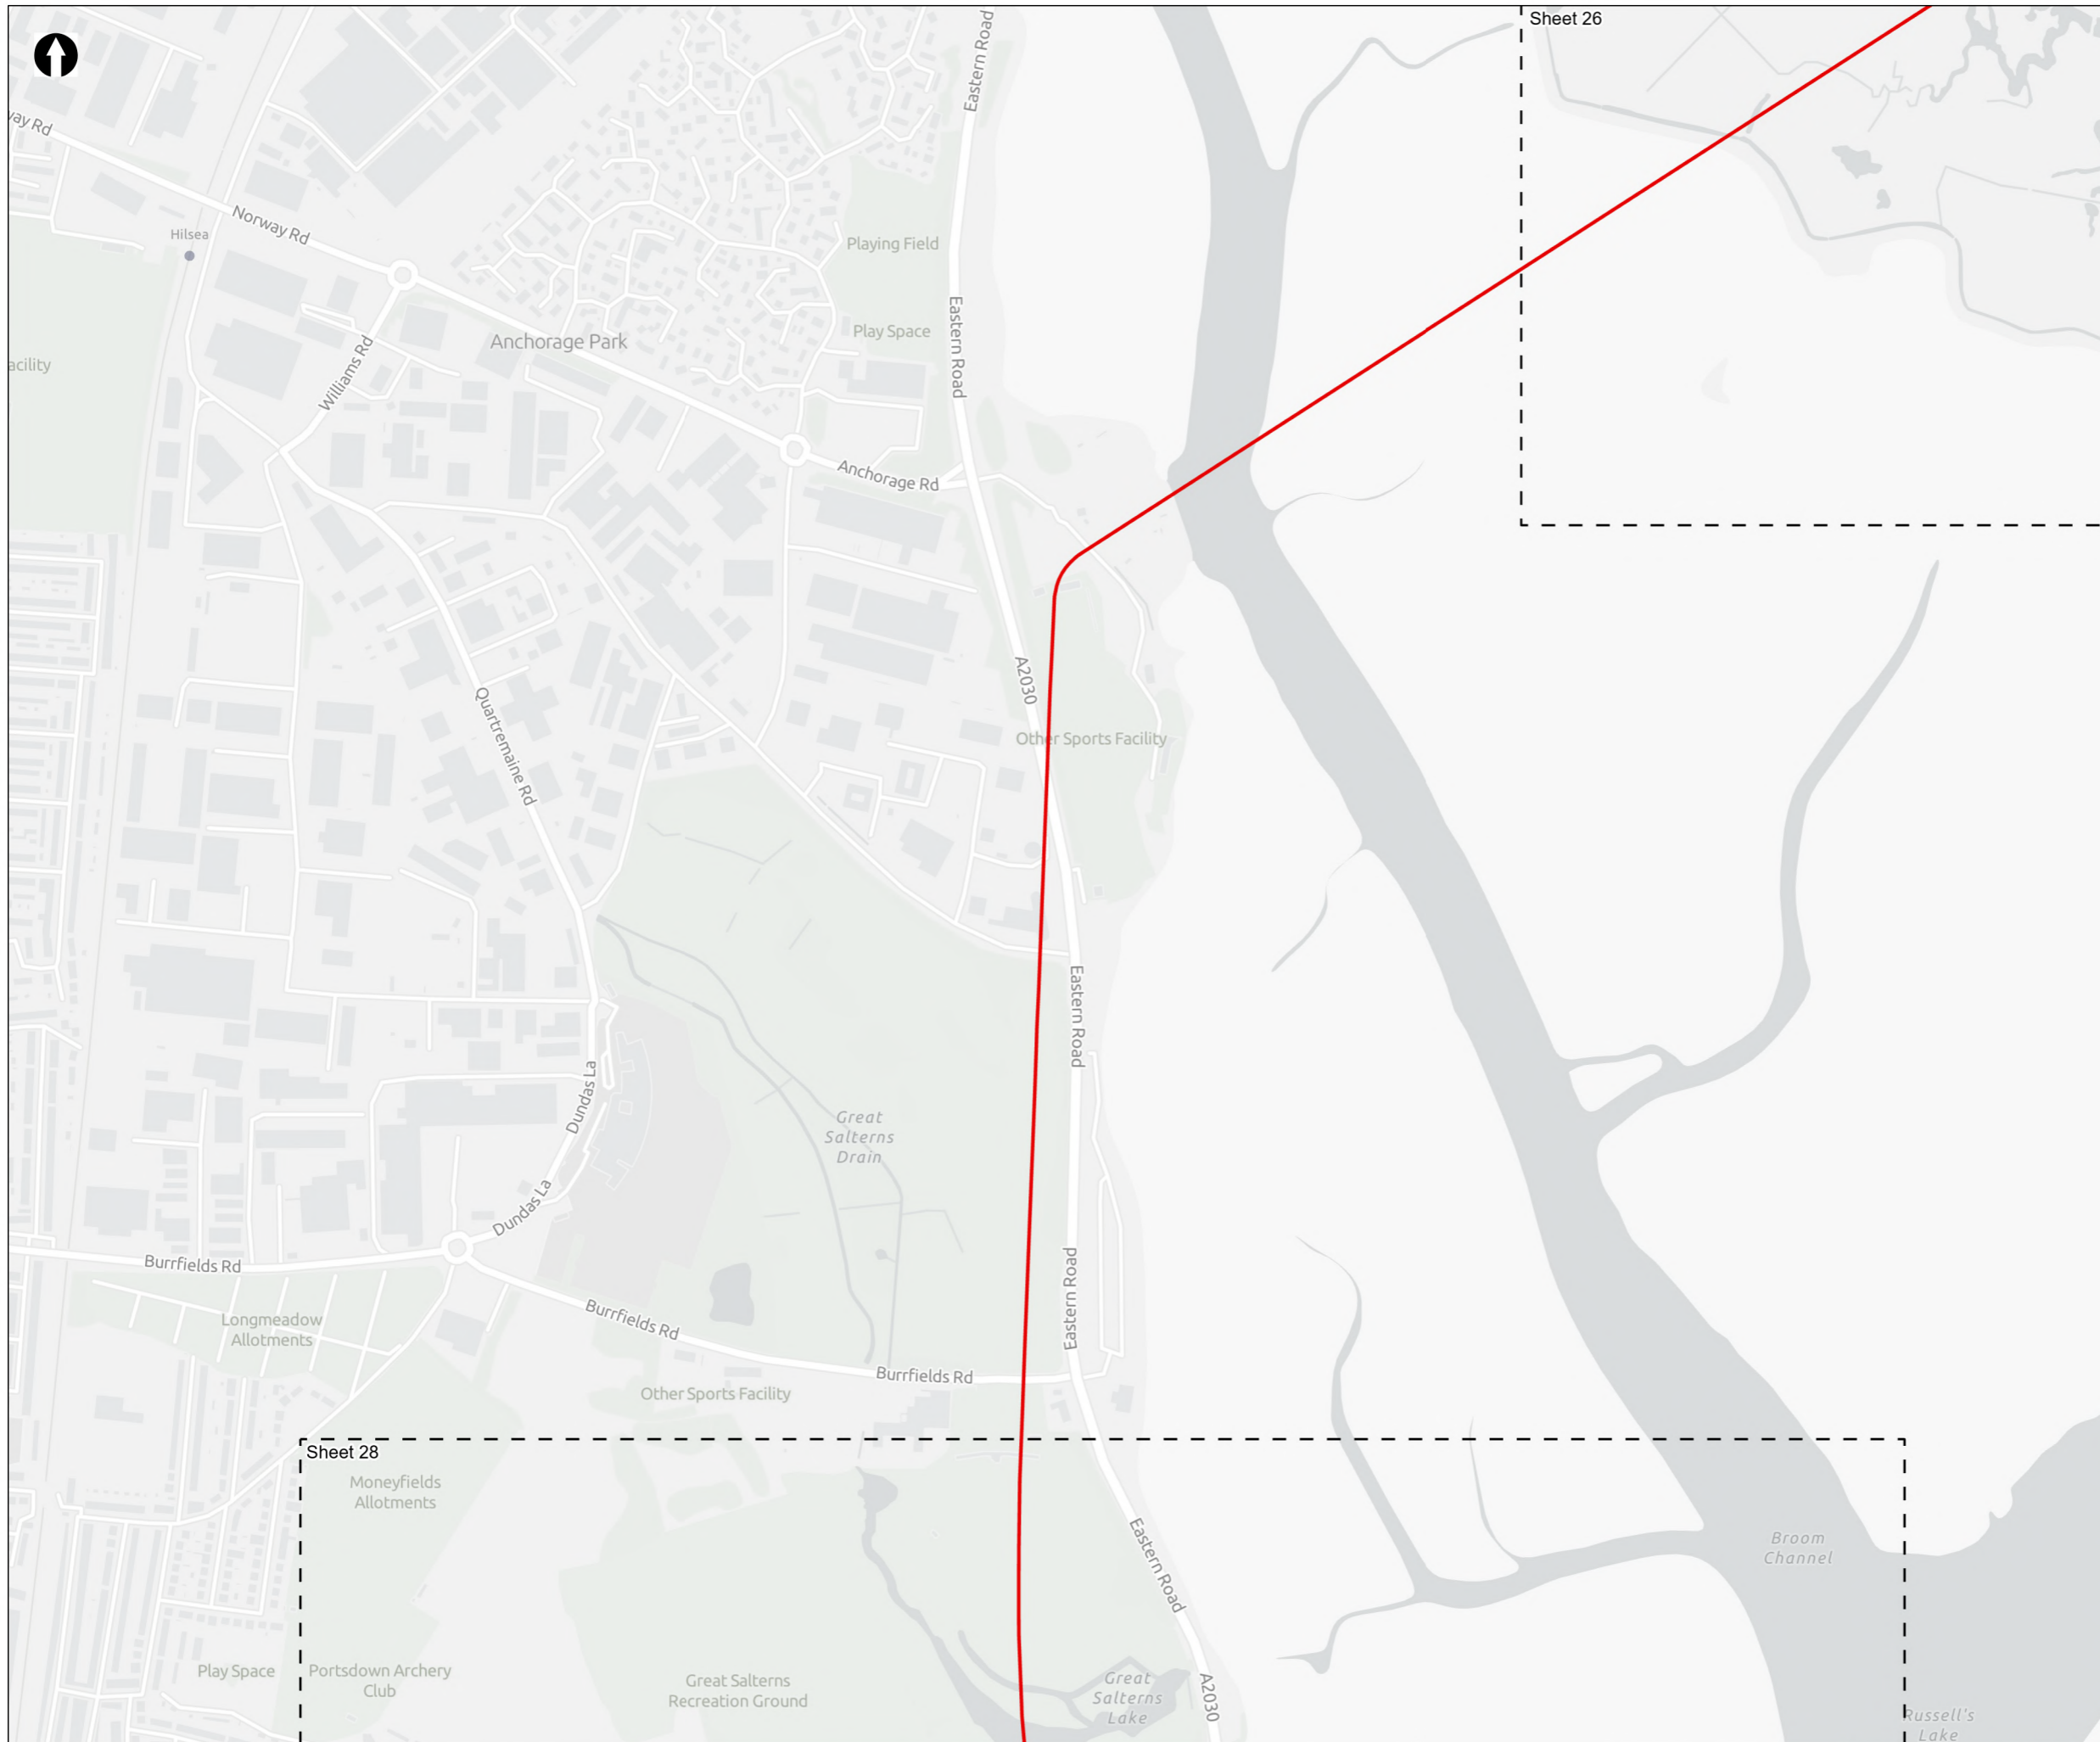 Sheet 26
Eastern Road
way Rd
Norway Rd
Hilsea
Playing Field
Eastern Road
Play Space
Anchorage Park
acility
Williams Rd
Anchorage Rd
A2030
Quartremaine Rd
Other Sports Facility
Eastern Road
Dundas La
Great
Salterns
Drain
Dundas La
Burrfields Rd
Eastern Road
Longmeadow
Allotments
Burrfields Rd
Burrfields Rd
Other Sports Facility
Sheet 28
Moneyfields
Allotments
Eastern Road
Broom
Channel
Play Space
Portsdown Archery
Club
Great Salterns
Recreation Ground
Great
Salterns
Lake
A2030
Russell's
Lake